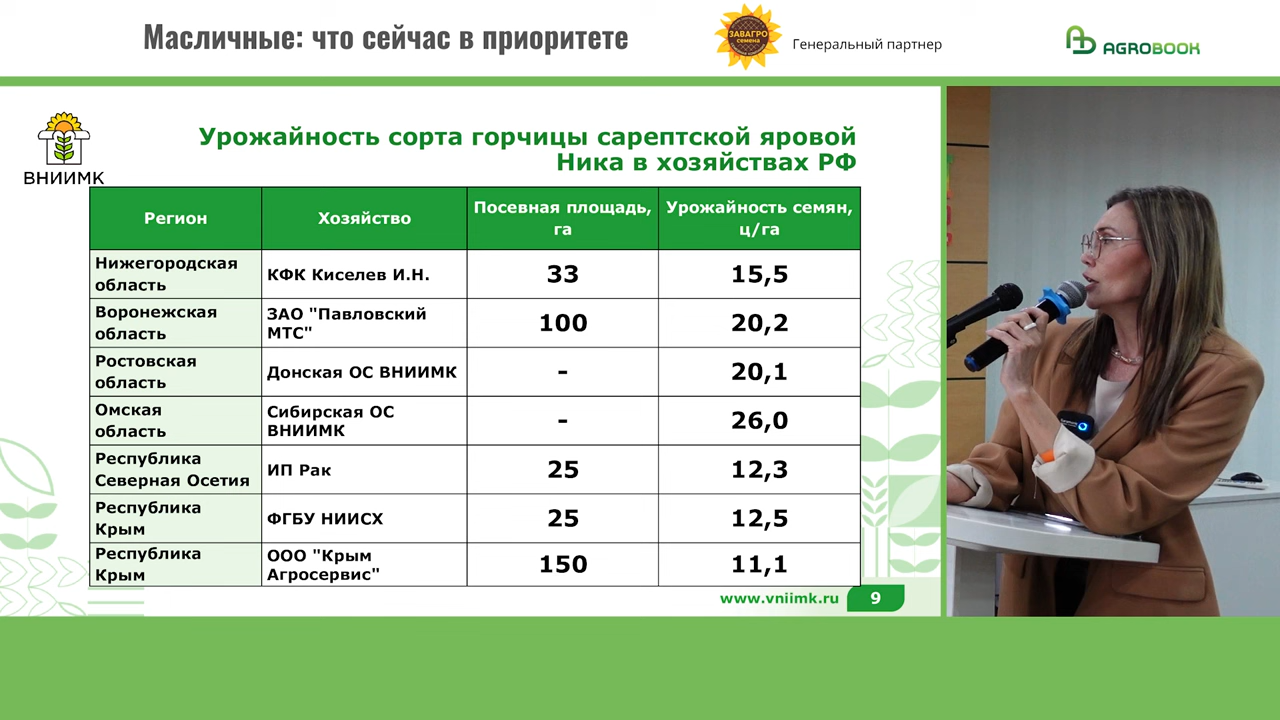 Масличные: что сейчас в приоритете
ЗАВАГРО
семена
Генеральный партнер
AGROBOOK
ВНИИМК
Урожайность сорта горчицы сарептской яровой
Ника в хозяйствах РФ
Регион
Хозяйство
Посевная площадь,
га
Урожайность семян,
ц/га
Нижегородская
область
КФК Киселев И.Н.
33
15,5
Воронежская
область
ЗАО "Павловский
МТС"
100
20,2
Ростовская
область
Донская ОС ВНИИМК
-
20,1
Омская
область
Сибирская ОС
ВНИИМК
-
26,0
Республика
Северная Осетия
ИП Рак
25
12,3
Республика
Крым
ФГБУ НИИСХ
25
12,5
Республика
Крым
ООО "Крым
Агросервис"
150
11,1
www.vniimk.ru
9